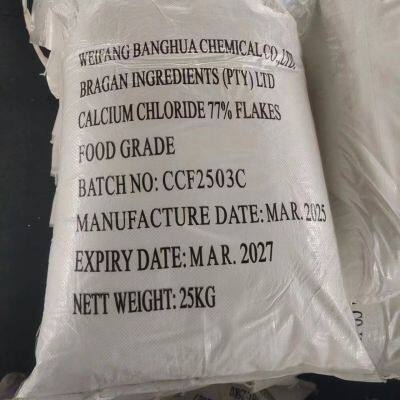 WEIFANG BANGHUA CHEMICAL CO.,LTD.
BRAGAN INGREDIENTS (PTY) LTD
CALCIUM CHLORIDE 77% FLAKES
FOOD GRADE
BATCH NO: CCF2503C
MANUFACTURE DATE: MAR. 2025
EXPIRY DATE: MAR. 2027
NETT WEIGHT: 25KG